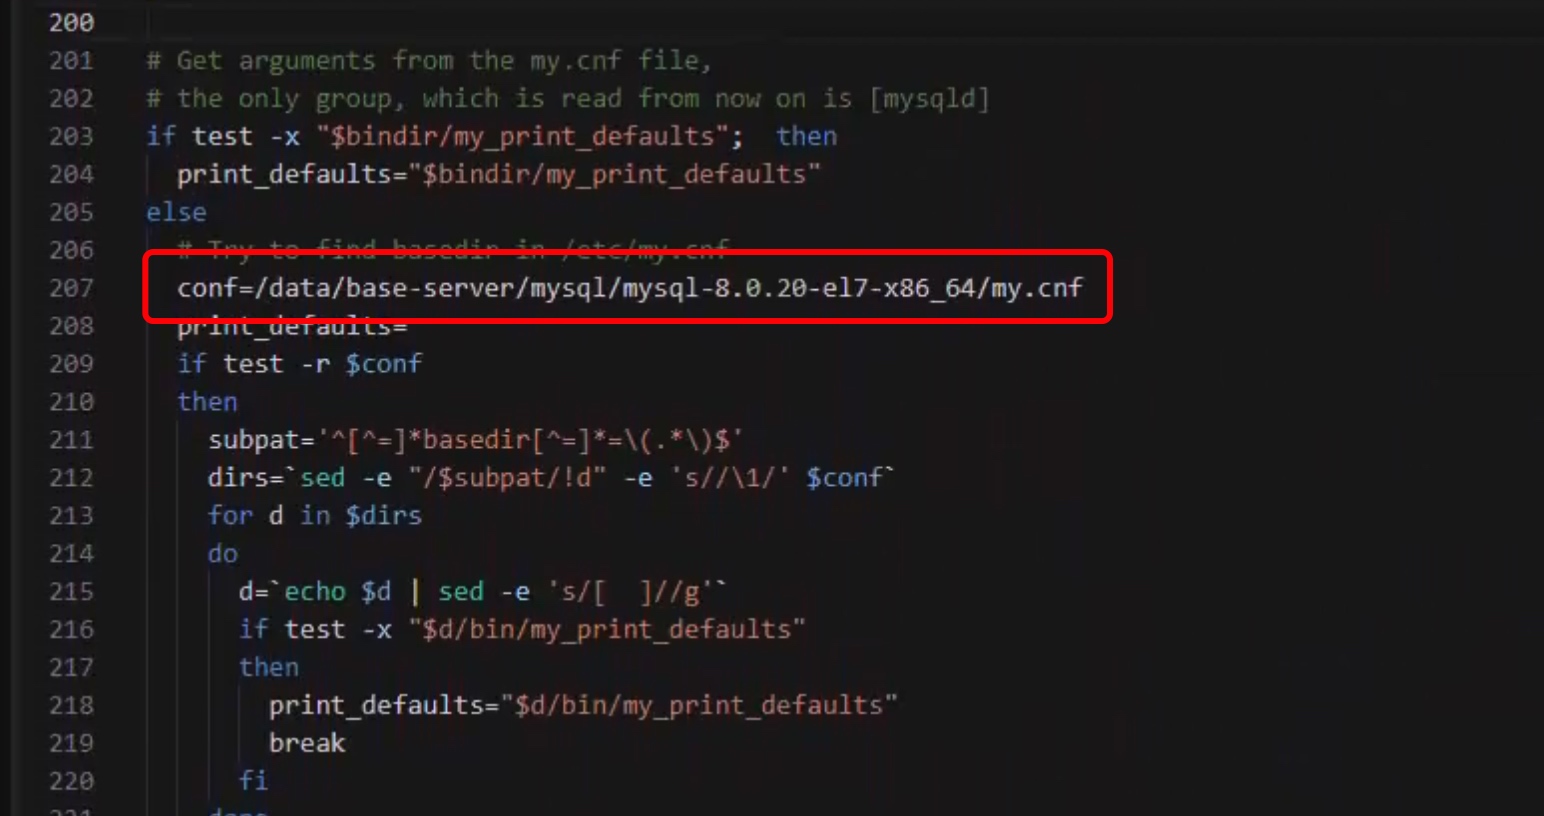 200
201 # Get arguments from the my.cnf file,
202 # the only group, which is read from now on is [mysqld]
203 if test -x "$bindir/my_print_defaults";  then
204   print_defaults="$bindir/my_print_defaults"
205 else
206   # Try to find basedir in /etc/my.cnf
207   conf=/data/base-server/mysql/mysql-8.0.20-el7-x86_64/my.cnf
208   print_defaults=
209   if test -r $conf
210   then
211     subpat='^[^=]*basedir[^=]*=\(.*\)$'
212     dirs=`sed -e "/$subpat/!d" -e 's//\1/' $conf`
213     for d in $dirs
214     do
215       d=`echo $d | sed -e 's/[  ]//g'`
216       if test -x "$d/bin/my_print_defaults"
217       then
218         print_defaults="$d/bin/my_print_defaults"
219         break
220       fi
221     done